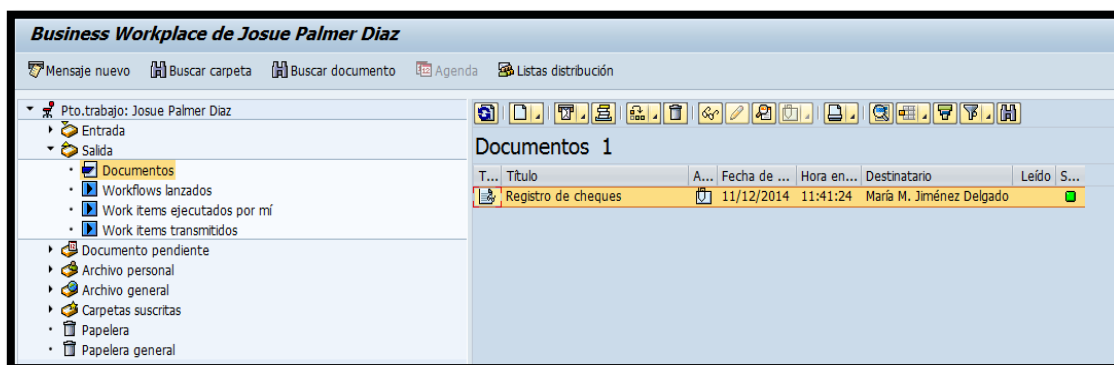 Business Workplace de Josue Palmer Diaz
Mensaje nuevo Buscar carpeta Buscar documento Agenda Listas distribución
Pto.trabajo: Josue Palmer Diaz
Entrada
Salida
Documentos
Workflows lanzados
Work items ejecutados por mí
Work items transmitidos
Documento pendiente
Archivo personal
Archivo general
Carpetas suscritas
Papelera
Papelera general
Documentos 1
T... Título A... Fecha de ... Hora en... Destinatario Leído S...
Registro de cheques 11/12/2014 11:41:24 María M. Jiménez Delgado